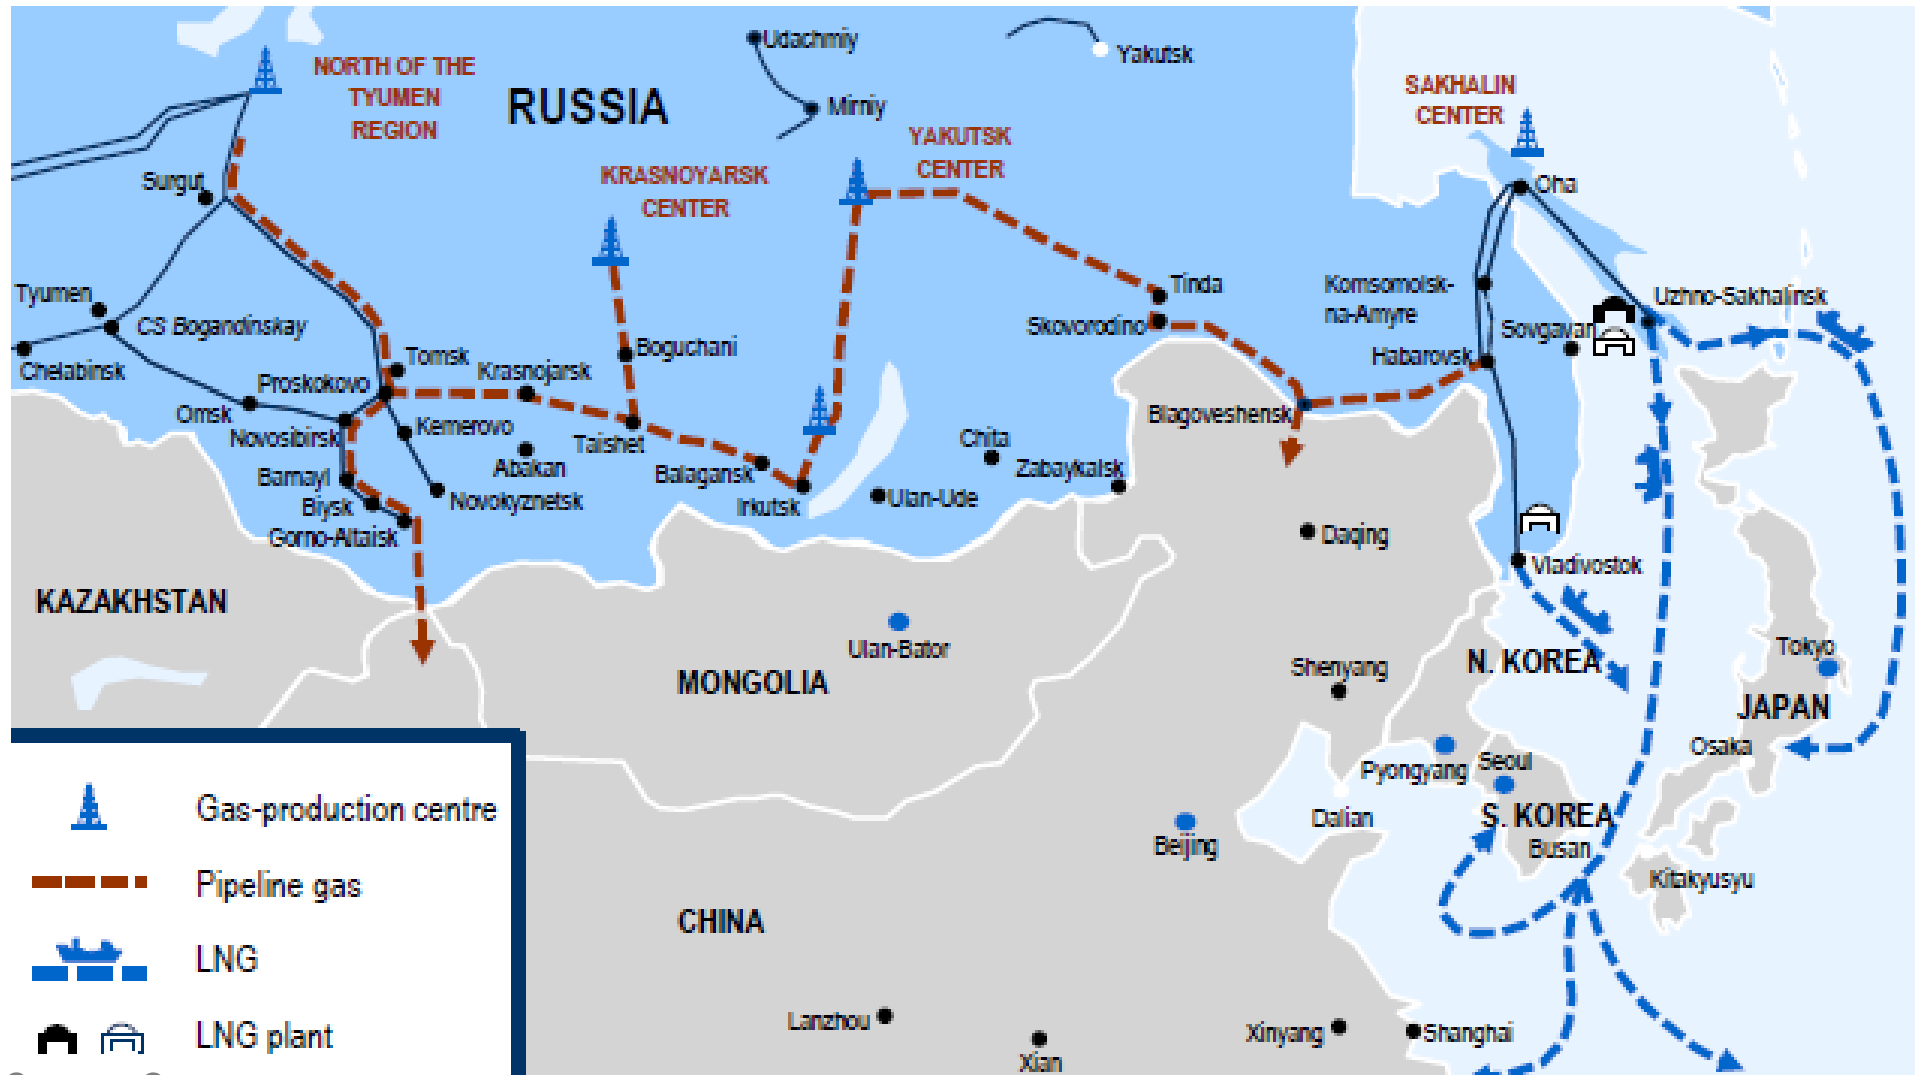 Udachmiy
Yakutsk
NORTH OF THE
TYUMEN
REGION
RUSSIA
Mirniy
SAKHALIN
CENTER
YAKUTSK
CENTER
KRASNOYARSK
CENTER
Surgut
Oha
Tyumen
CS Bogandinskay
Chelabinsk
Tinda
Skovorodino
Komsomolsk-
na-Amyre
Uzhno-Sakhalinsk
Sovgavan
Habarovsk
Boguchani
Tomsk
Proskokovo
Krasnojarsk
Omsk
Novosibirsk
Kemerovo
Taishet
Blagoveshensk
Barnayl
Abakan
Balagansk
Chita
Zabaykalsk
Biysk
Novokyznetsk
Irkutsk
Ulan-Ude
Gorno-Altaisk
Daqing
Vladivostok
KAZAKHSTAN
Ulan-Bator
MONGOLIA
Shenyang
N. KOREA
Tokyo
JAPAN
Osaka
Pyongyang
Seoul
S. KOREA
Busan
Dalian
Beijing
Kitakyusyu
CHINA
Lanzhou
Xian
Xinyang
Shanghai
Gas-production centre
Pipeline gas
LNG
LNG plant